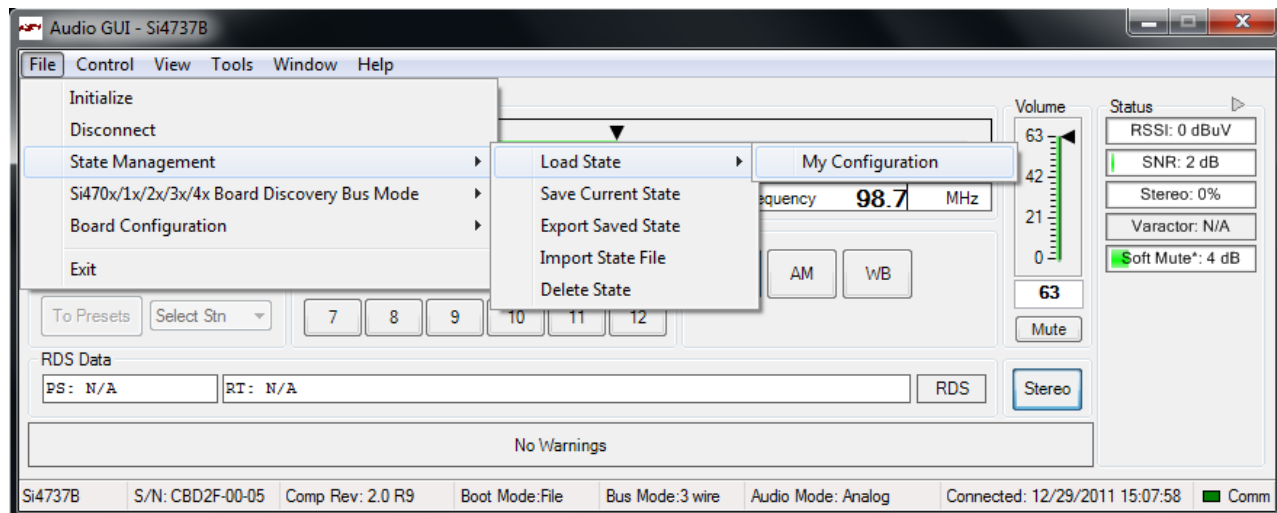 Audio GUI - Si4737B
File Control View Tools Window Help
Initialize
Disconnect
State Management
Si470x/1x/2x/3x/4x Board Discovery Bus Mode
Board Configuration
Exit
Load State
Save Current State
Export Saved State
Import State File
Delete State
My Configuration
98.7 MHz
AM WB
To Presets Select Stn 7 8 9 10 11 12
Volume
63
42
21
0
63
Mute
Stereo
Status
RSSI: 0 dBuV
SNR: 2 dB
Stereo: 0%
Varactor: N/A
Soft Mute*: 4 dB
RDS Data
PS: N/A RT: N/A RDS
No Warnings
Si4737B S/N: CBD2F-00-05 Comp Rev: 2.0 R9 Boot Mode:File Bus Mode:3 wire Audio Mode: Analog Connected: 12/29/2011 15:07:58 Comm